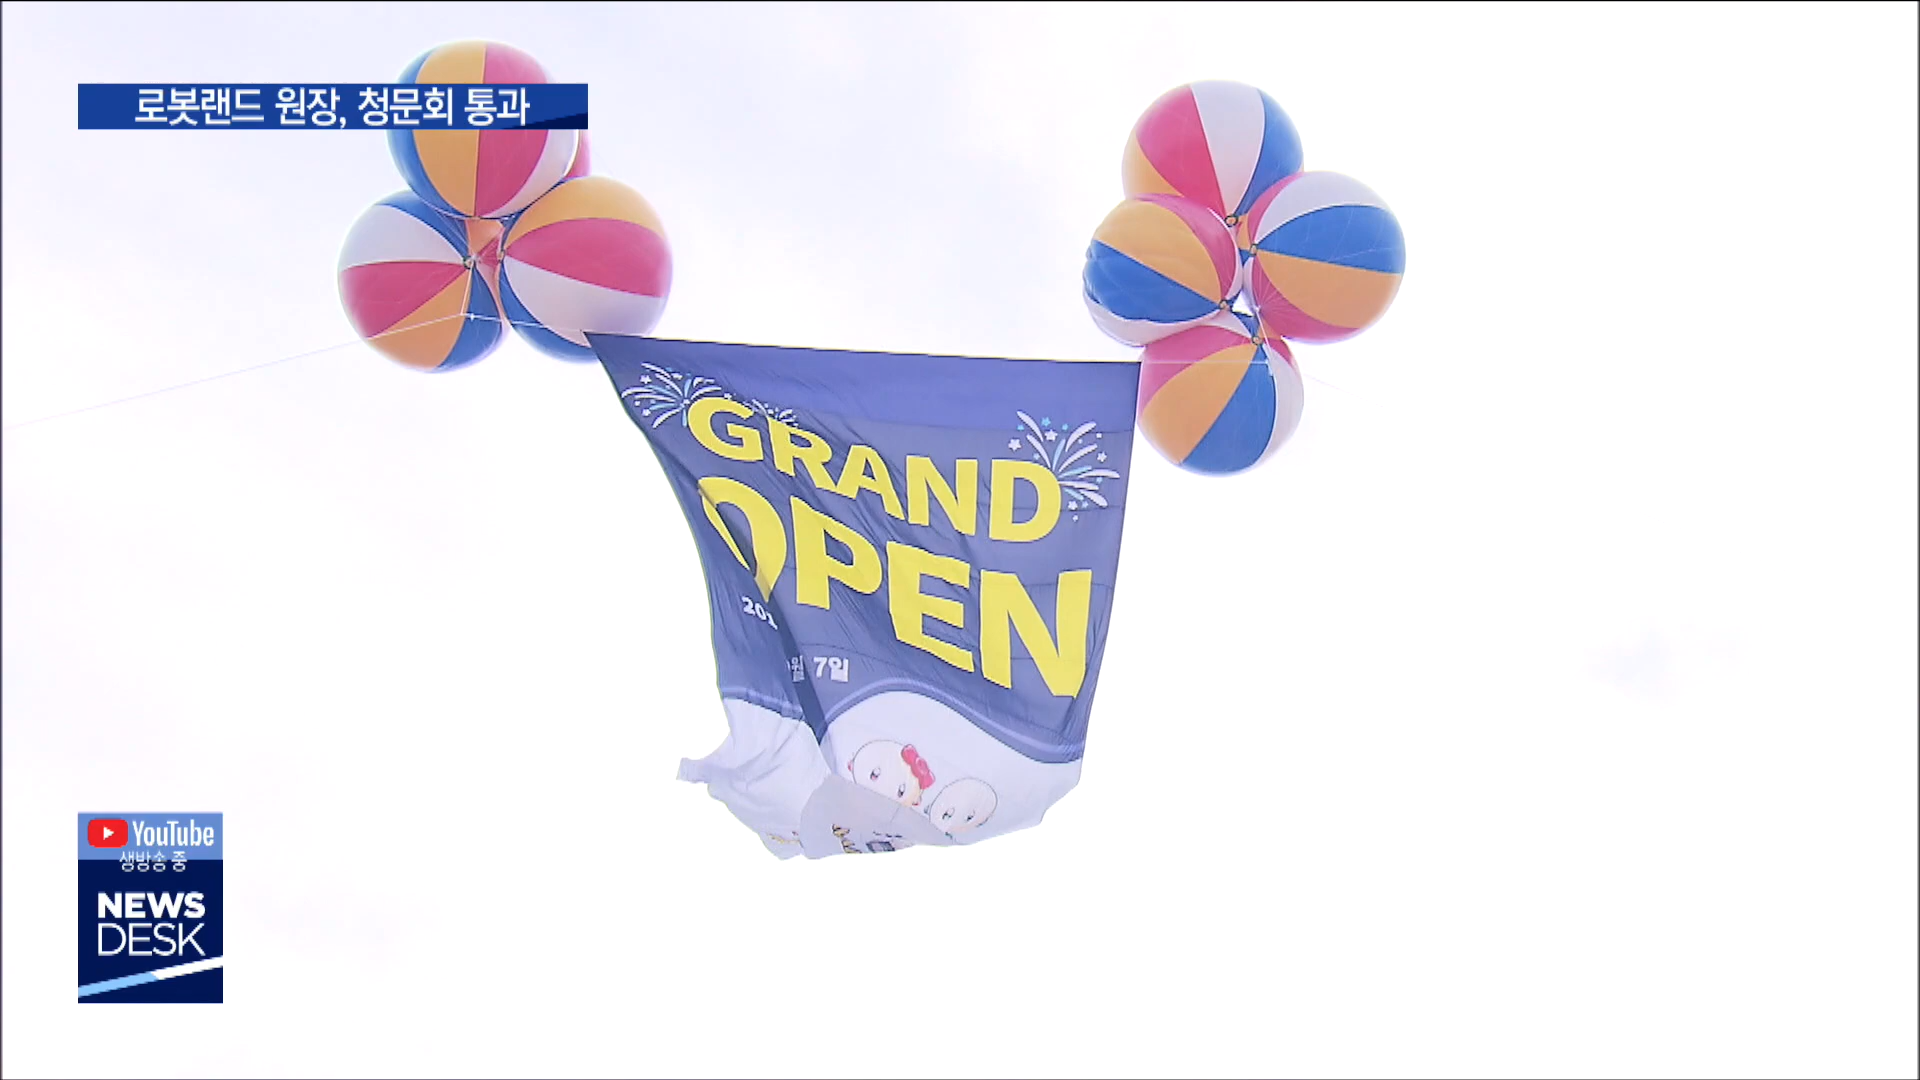 로봇랜드 원장, 청문회 통과
GRAND
OPEN
월 7일
YouTube
생방송 중
NEWS
DESK